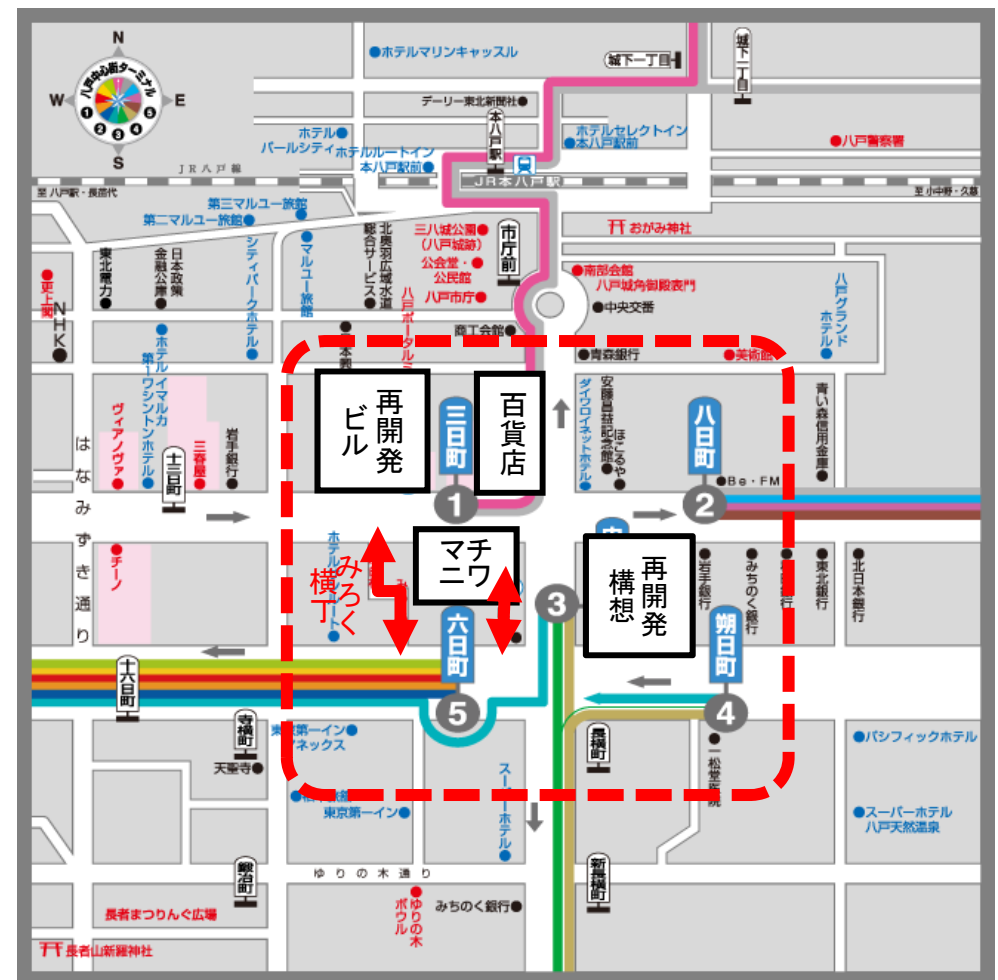 N
W
E
S
八戸中心街ターミナル
1
2
3
4
5
●ホテルマリンキャッスル
城下一丁目
城下一丁目
デーリー東北新聞社●
本八戸駅
ホテル●
パールシティ
ホテルルートイン
本八戸駅前●
ホテルセレクトイン
●本八戸駅前
●八戸警察署
JR八戸線
JR本八戸駅
至 八戸駅・長苗代
至 小中野・久慈
第三マルユー旅館
第二マルユー旅館●
●マルユー旅館
シティパークホテル●
北奥羽広域水道
総合サービス●
三八城公園●
(八戸城跡)
公会堂・●
公民館
八戸市庁●
市庁前
おがみ神社
●南部会館
八戸城角御殿表門
●中央交番
八戸グランド
ホテル●
●更上閣
NHK●
東北電力●
日本政策
金融公庫●
商工会館●
八戸ポータルミ
●青森銀行
●美術館
●ホテルイマルカ
第一ワシントンホテル●
ヴィアノヴァ●
十三日町
三春屋●
岩手銀行●
再開発
ビル
三日町
1
百貨店
ダイワロイネットホテル●
安藤昌益記念館●
ほこるや●
八日町
2
●Be・FM
青い森信用金庫●
はなみずき通り
●チーノ
みろく
横丁
マチ
ニワ
再開発
構想
3
●岩手銀行
●みちのく銀行
●東北銀行
●北日本銀行
六日町
5
朔日町
4
十六日町
寺横町
天聖寺●
東京第一イン●
アネックス
長横町
●一松堂医院
●パシフィックホテル
東京第一イン●
スーパーホテル●
●スーパーホテル
八戸天然温泉
鍛冶町
ゆりの木通り
新長横町
長者まつりんぐ広場
●ゆりの木
ボウル
みちのく銀行●
長者山新羅神社